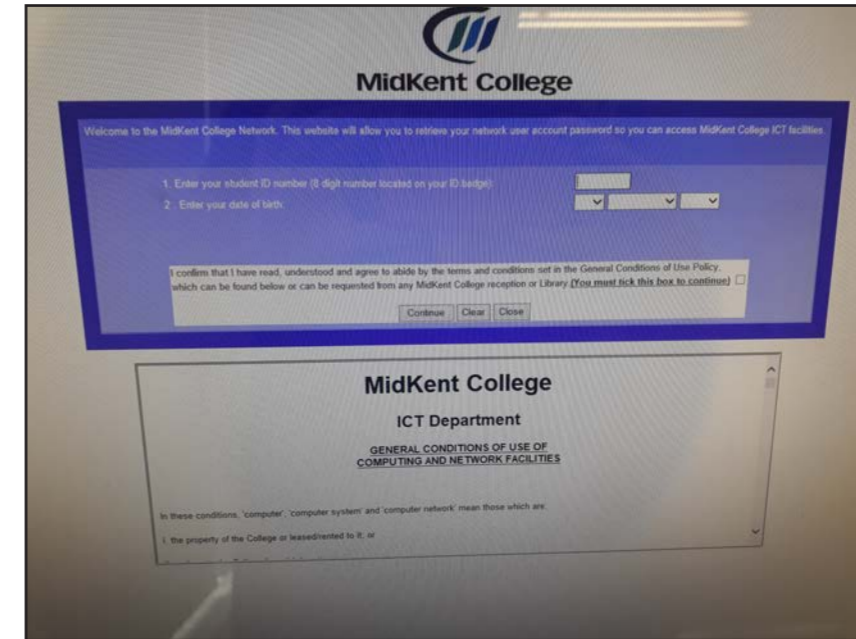 MidKent College
Welcome to the MidKent College Network. This website will allow you to retrieve your network user account password so you can access MidKent College ICT facilities.
1. Enter your student ID number (8 digit number located on your ID badge):
2 . Enter your date of birth:
I confirm that I have read, understood and agree to abide by the terms and conditions set in the General Conditions of Use Policy,
which can be found below or can be requested from any MidKent College reception or Library.(You must tick this box to continue)
Continue Clear Close
MidKent College
ICT Department
GENERAL CONDITIONS OF USE OF
COMPUTING AND NETWORK FACILITIES
In these conditions, 'computer', 'computer system' and 'computer network' mean those which are:
I. the property of the College or leased/rented to it; or